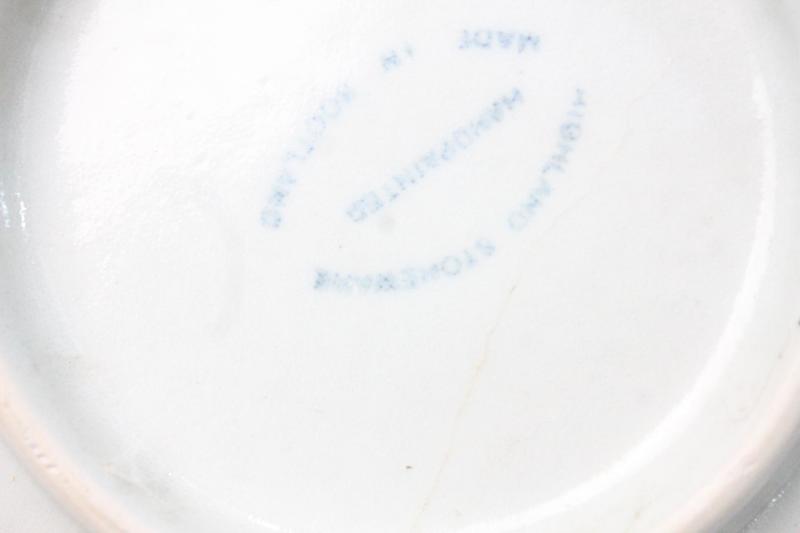 HIGHLAND STONEWARE
HANDPAINTED
MADE IN SCOTLAND